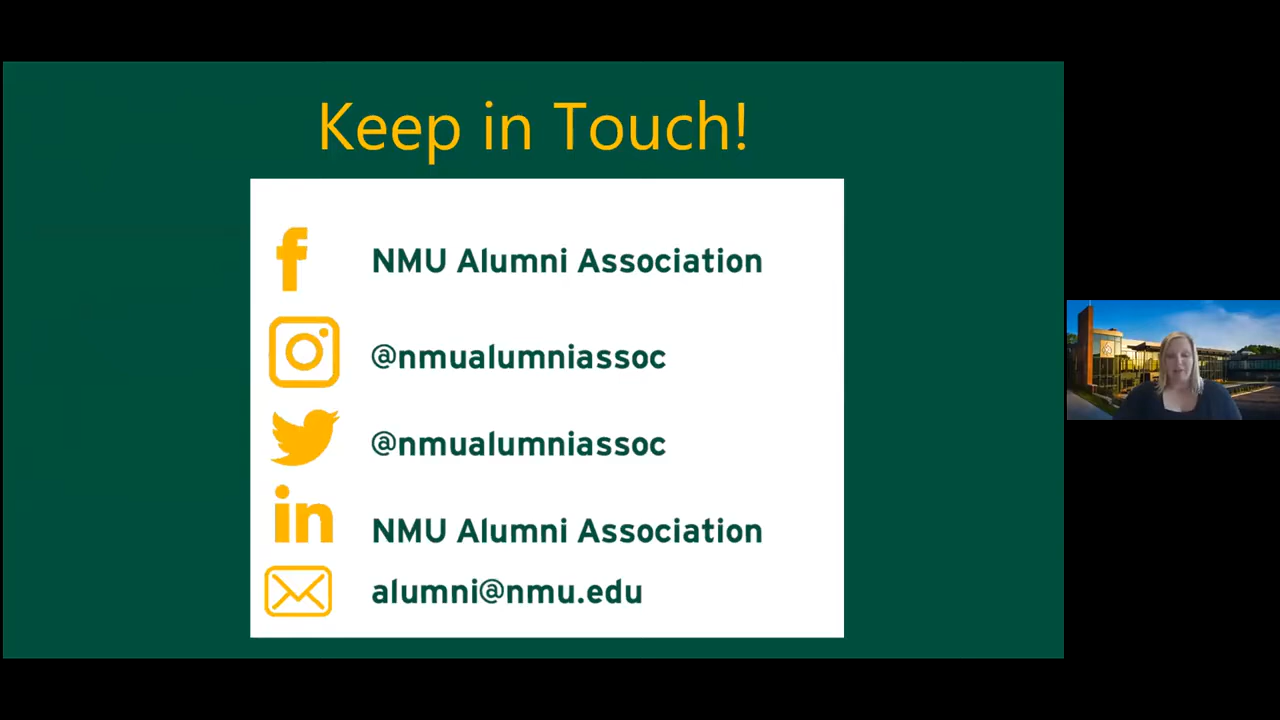 Keep in Touch!
NMU Alumni Association
@nmualumniassoc
@nmualumniassoc
NMU Alumni Association
alumni@nmu.edu